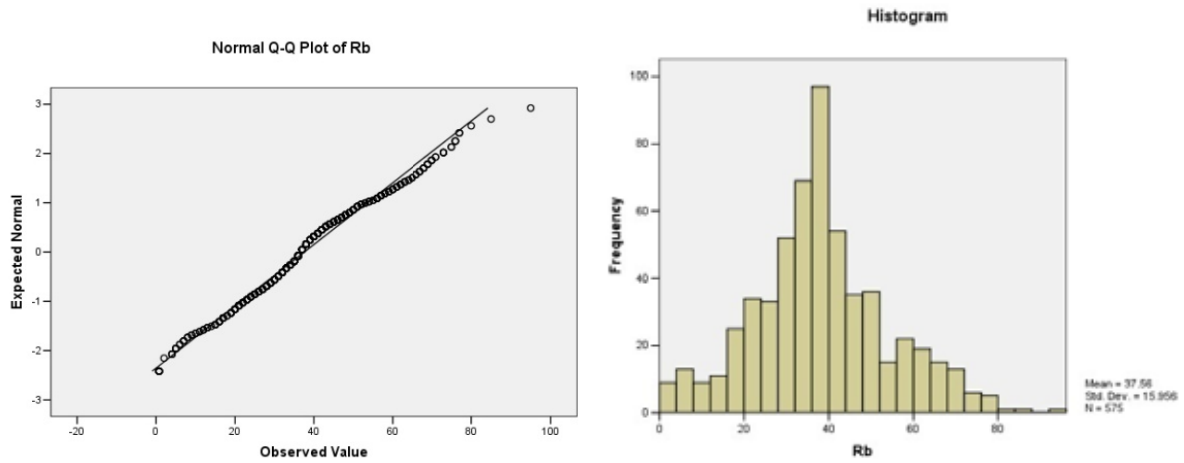 Normal Q-Q Plot of Rb
Expected Normal
3
2
1
0
-1
-2
-3
-20 0 20 40 60 80 100
Observed Value
Histogram
Frequency
100
80
60
40
20
0
0 20 40 60 80
Rb
Mean = 37.56
Std. Dev. = 15.956
N = 575